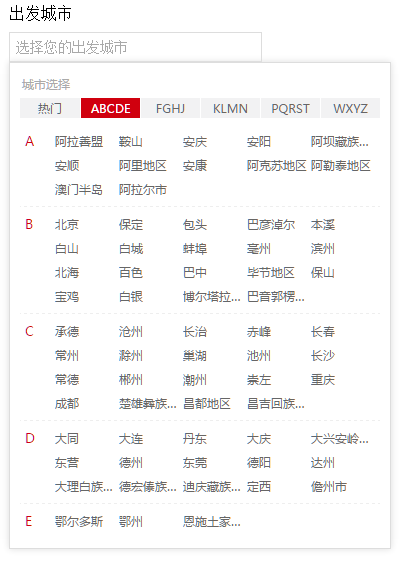 出发城市
选择您的出发城市
城市选择
热门 ABCDE FGHJ KLMN PQRST WXYZ
A 阿拉善盟 鞍山 安庆 安阳 阿坝藏族...
安顺 阿里地区 安康 阿克苏地区 阿勒泰地区
澳门半岛 阿拉尔市
B 北京 保定 包头 巴彦淖尔 本溪
白山 白城 蚌埠 亳州 滨州
北海 百色 巴中 毕节地区 保山
宝鸡 白银 博尔塔拉... 巴音郭楞...
C 承德 沧州 长治 赤峰 长春
常州 滁州 巢湖 池州 长沙
常德 郴州 潮州 崇左 重庆
成都 楚雄彝族... 昌都地区 昌吉回族...
D 大同 大连 丹东 大庆 大兴安岭...
东营 德州 东莞 德阳 达州
大理白族... 德宏傣族... 迪庆藏族... 定西 儋州市
E 鄂尔多斯 鄂州 恩施土家...